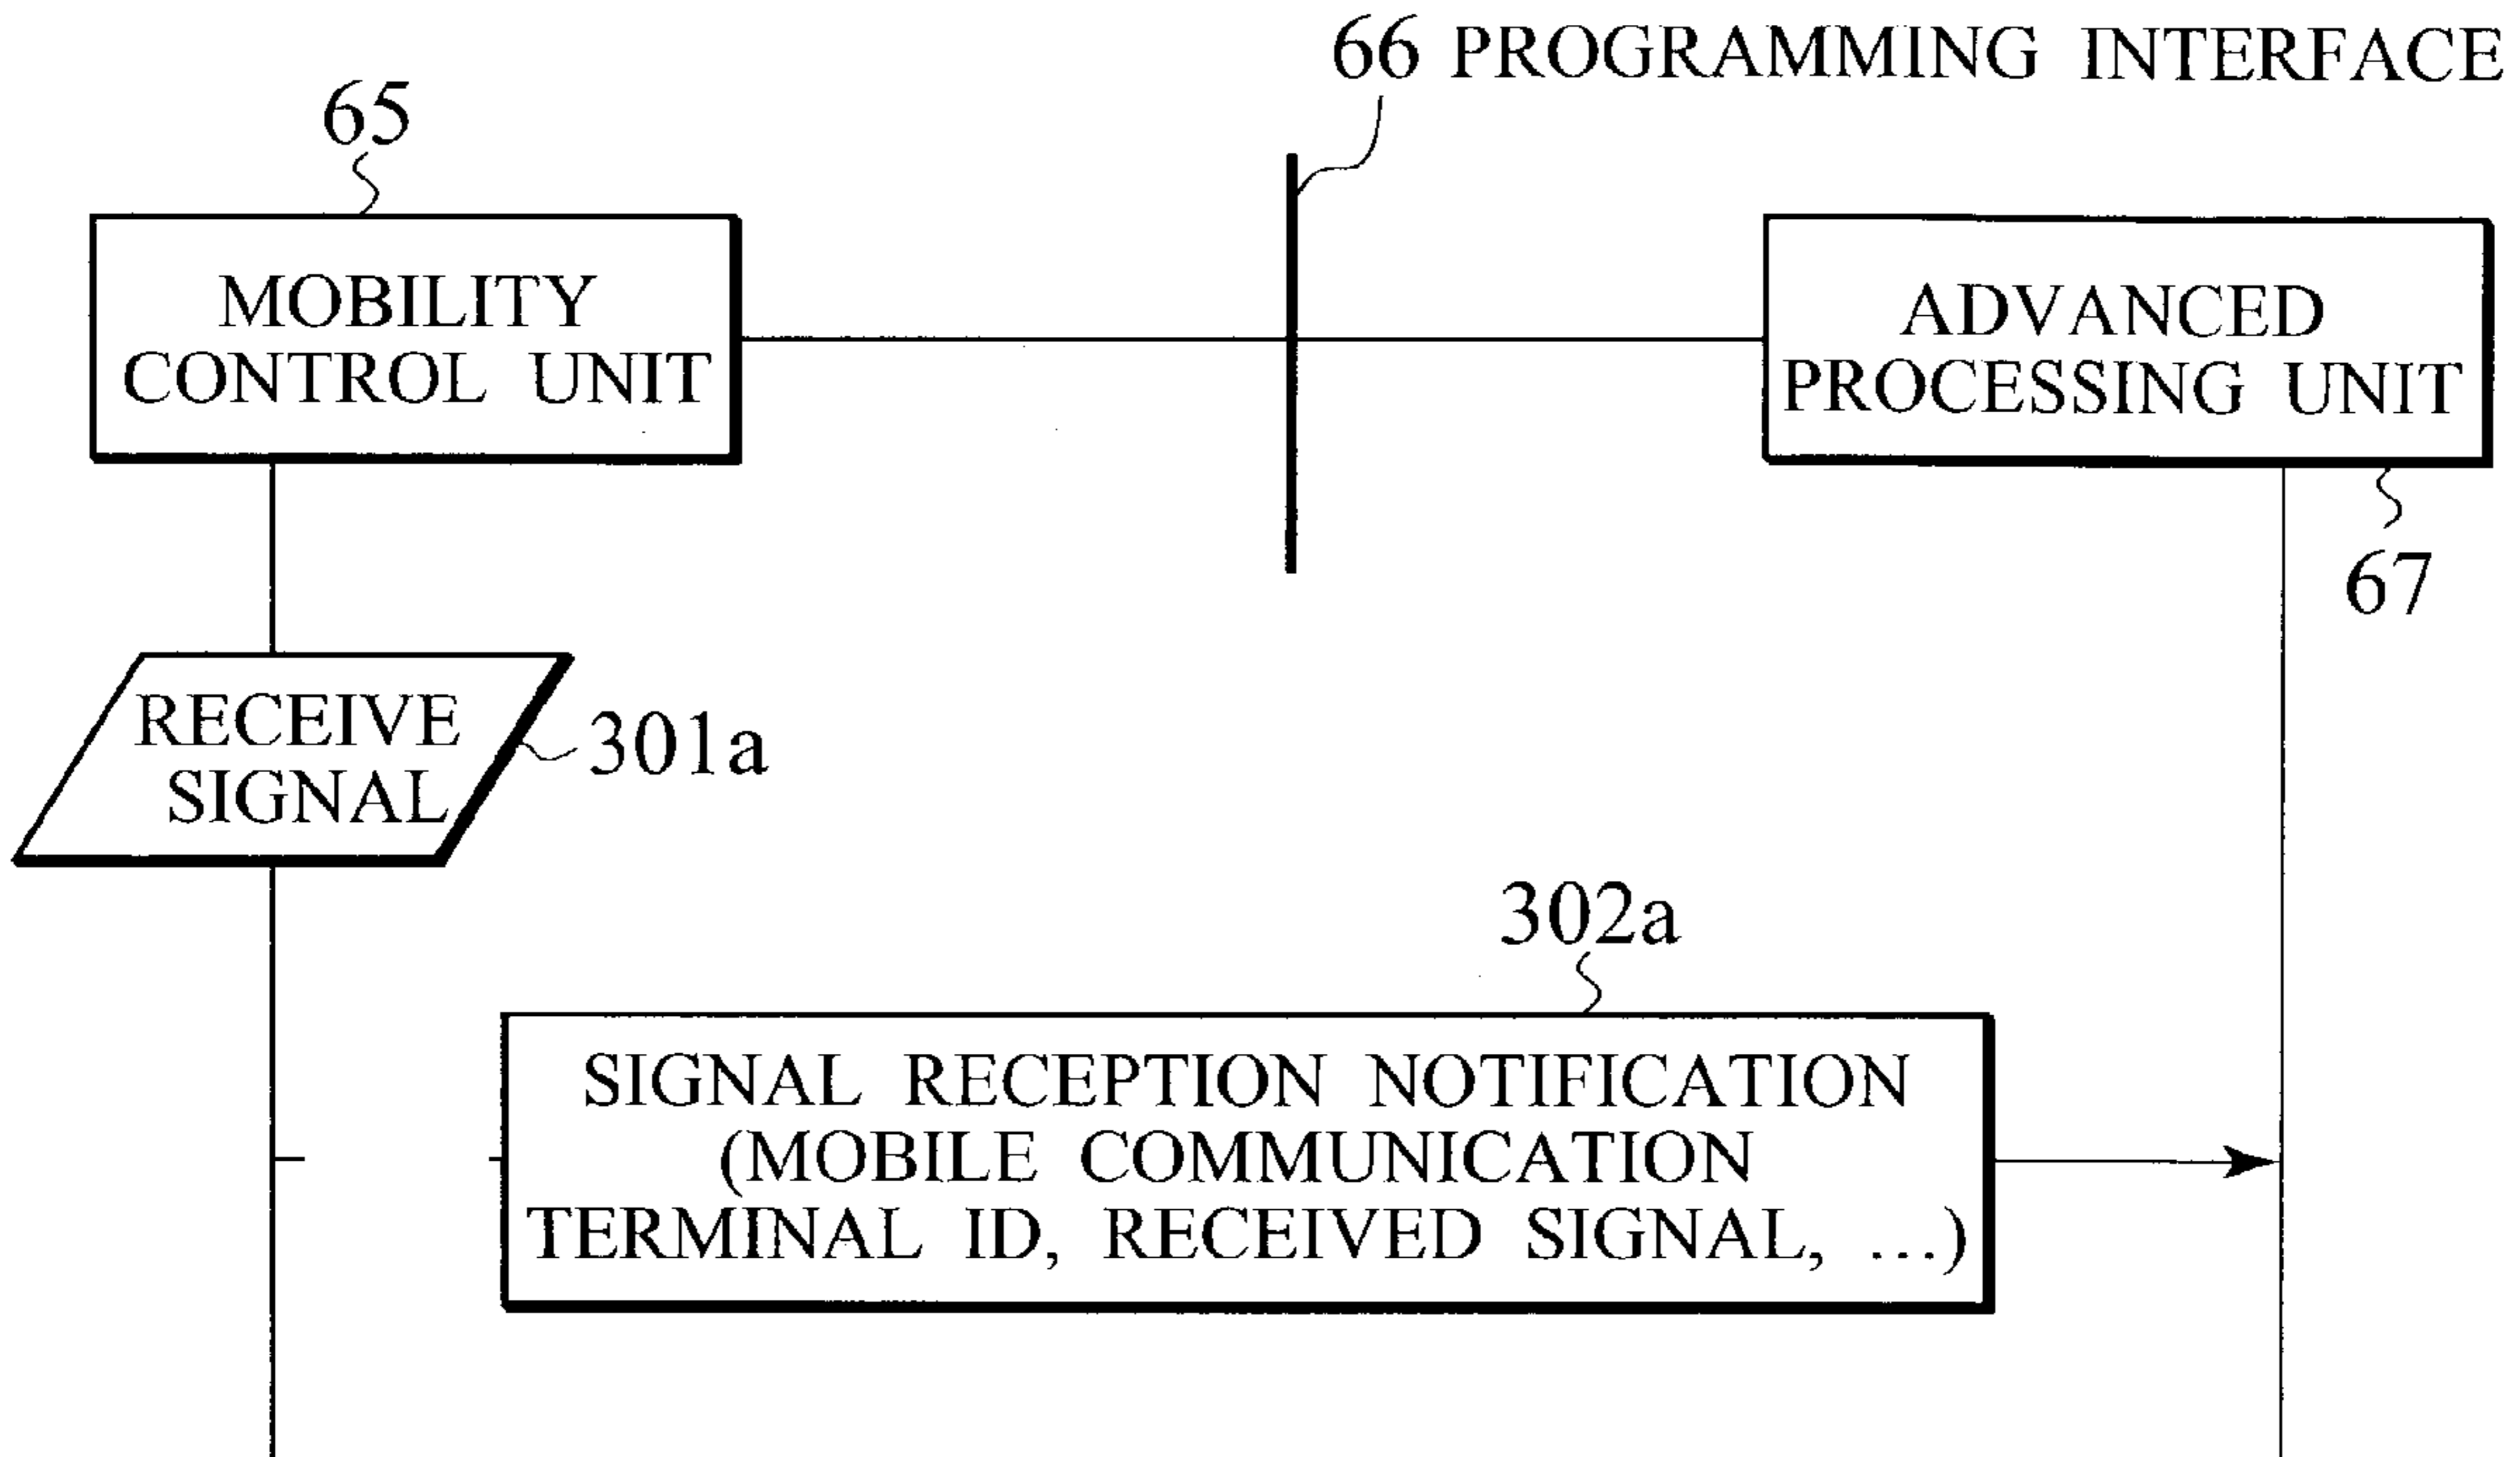 66 PROGRAMMING INTERFACE
65
MOBILITY
CONTROL UNIT
ADVANCED
PROCESSING UNIT
67
RECEIVE
SIGNAL
301a
302a
SIGNAL RECEPTION NOTIFICATION
(MOBILE COMMUNICATION
TERMINAL ID, RECEIVED SIGNAL, ...)